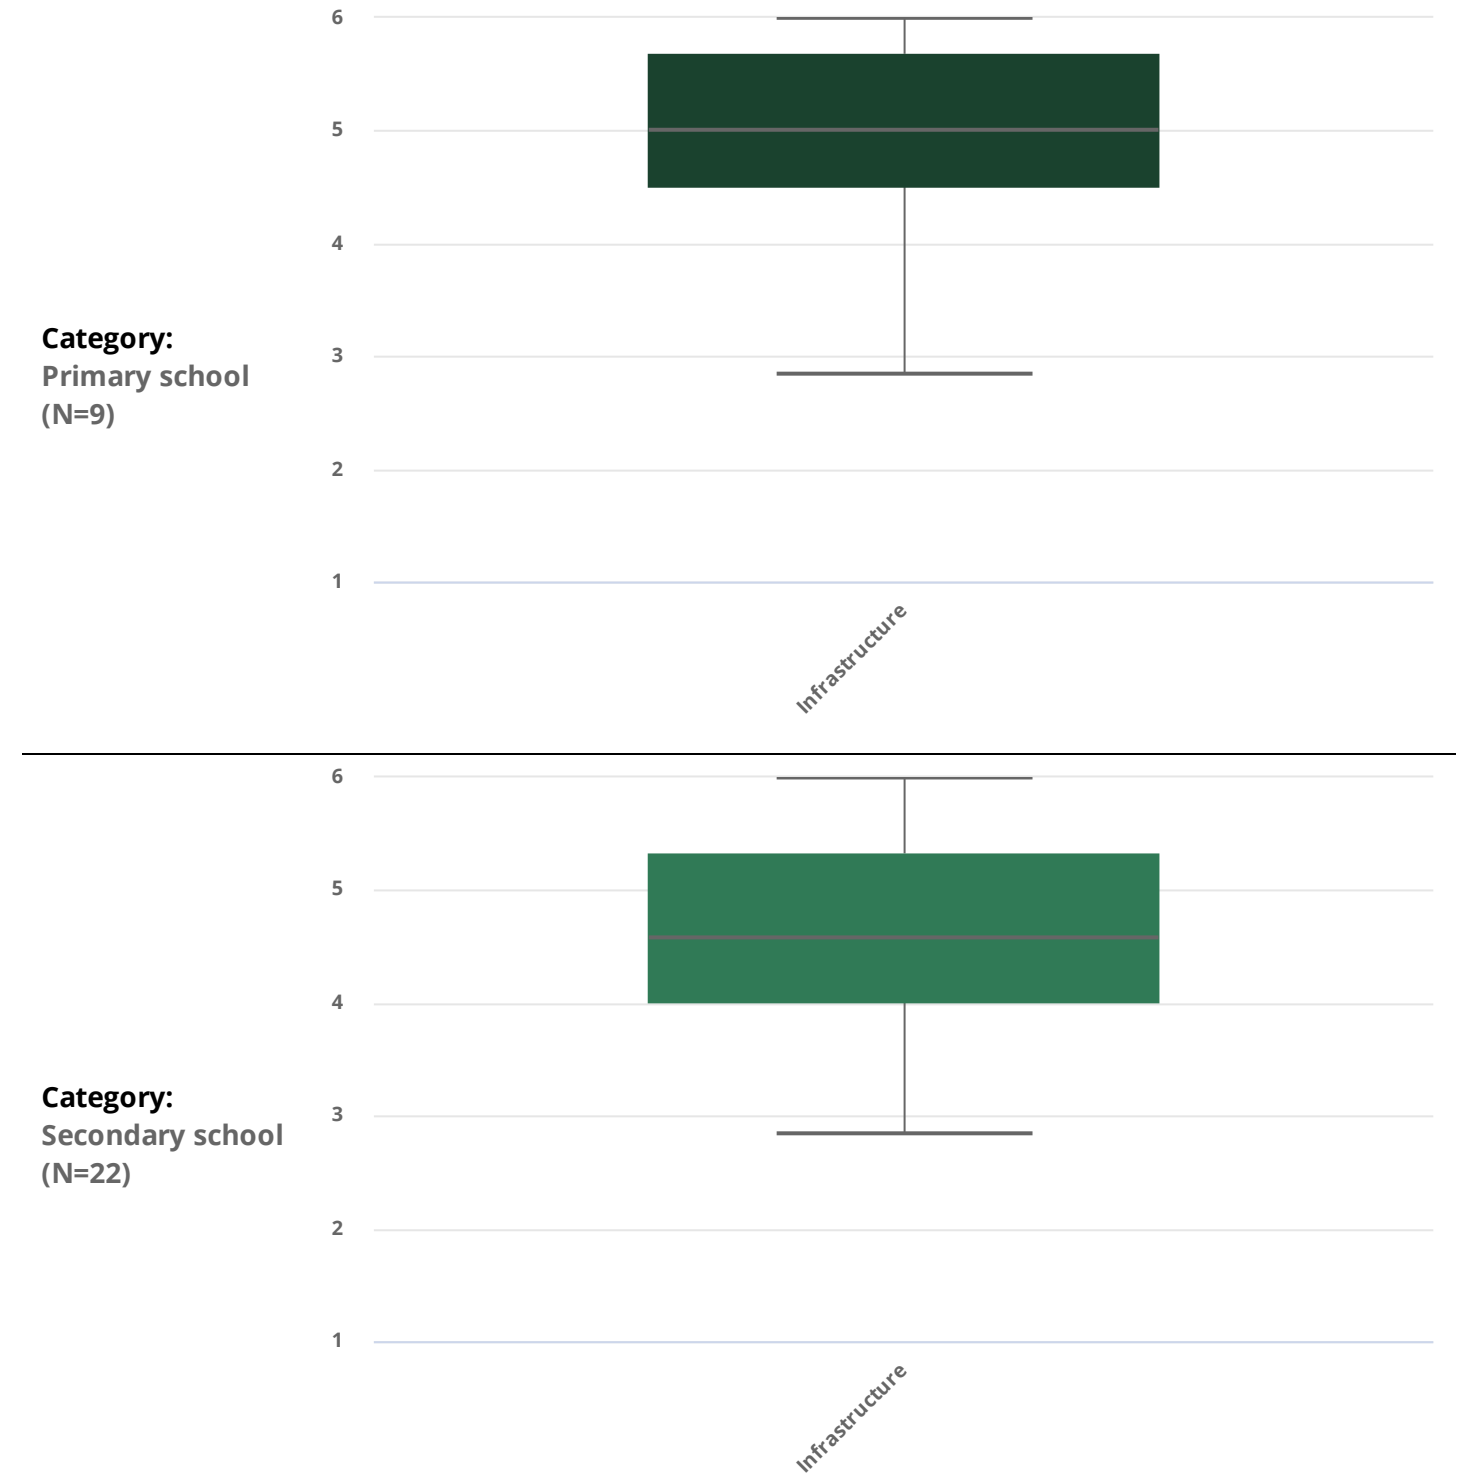 6
5
4
3
2
1
Category:
Primary school
(N=9)
Infrastructure
6
5
4
3
2
1
Category:
Secondary school
(N=22)
Infrastructure